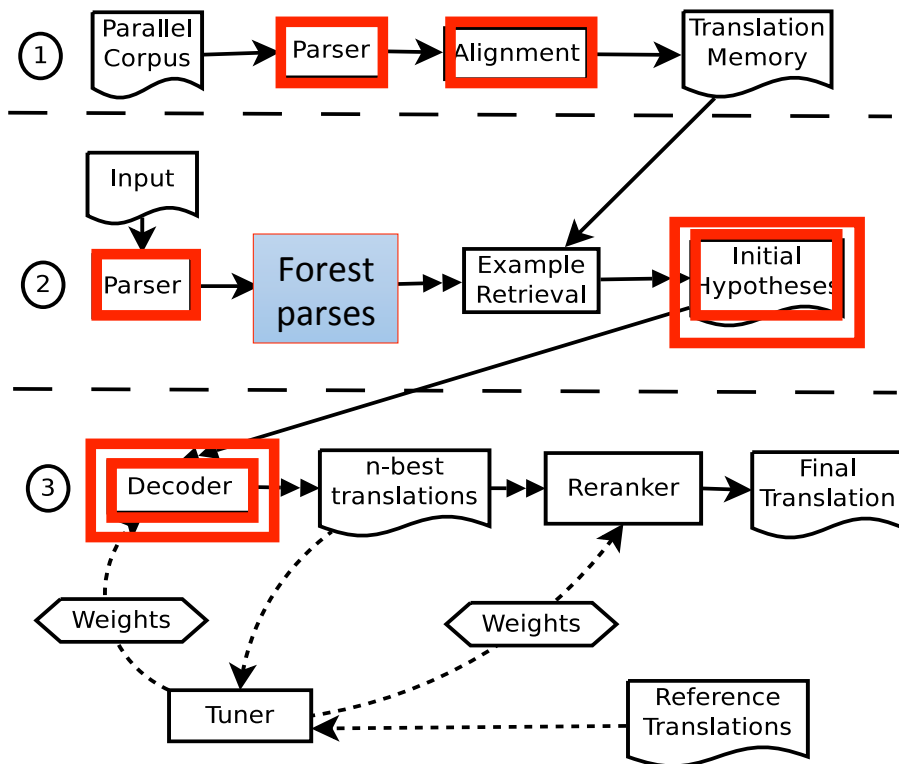 1
Parallel
Corpus
Parser
Alignment
Translation
Memory
2
Input
Parser
Forest
parses
Example
Retrieval
Initial
Hypotheses
3
Decoder
n-best
translations
Reranker
Final
Translation
Weights
Weights
Tuner
Reference
Translations